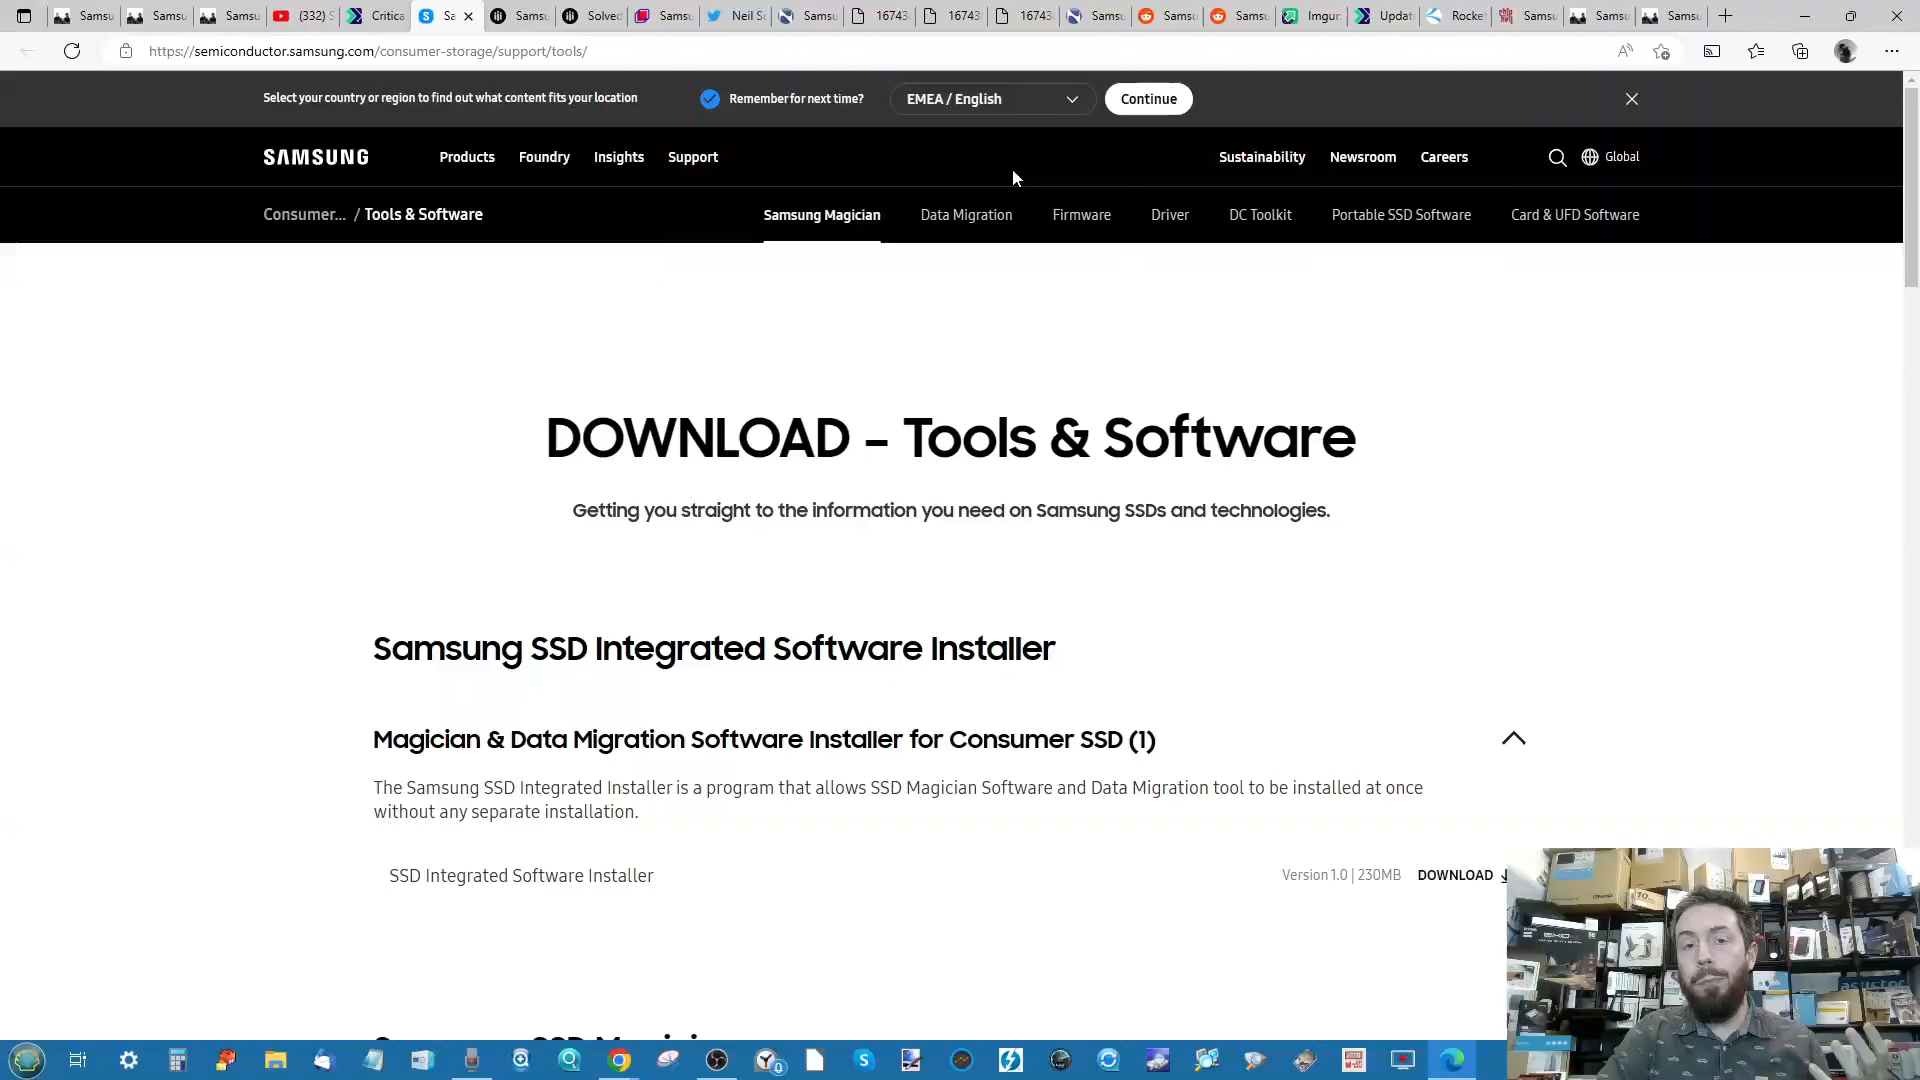 Samsu
Samsu
Samsu
(332) S
Critica
Sa
Samsu
Solved
Samsu
Neil Sc
Samsu
16743
16743
16743
Samsu
Samsu
Samsu
Imgur
Updat
Rocket
Samsu
Samsu
Samsu
https://semiconductor.samsung.com/consumer-storage/support/tools/
Select your country or region to find out what content fits your location
Remember for next time?
EMEA / English
Continue
SAMSUNG
Products
Foundry
Insights
Support
Sustainability
Newsroom
Careers
Global
Consumer... / Tools & Software
Samsung Magician
Data Migration
Firmware
Driver
DC Toolkit
Portable SSD Software
Card & UFD Software
DOWNLOAD – Tools & Software
Getting you straight to the information you need on Samsung SSDs and technologies.
Samsung SSD Integrated Software Installer
Magician & Data Migration Software Installer for Consumer SSD (1)
The Samsung SSD Integrated Installer is a program that allows SSD Magician Software and Data Migration tool to be installed at once
without any separate installation.
SSD Integrated Software Installer
Version 1.0 | 230MB
DOWNLOAD